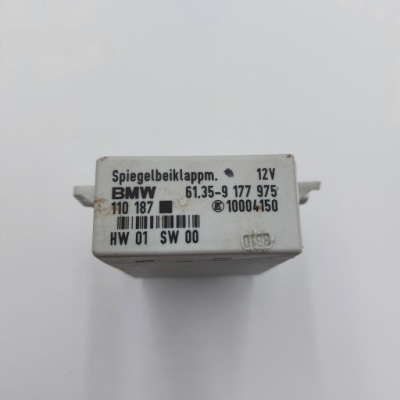 Spiegelbeiklappm. 12V
BMW 61.35-9 177 975
110 187 10004150
HW 01 SW 00